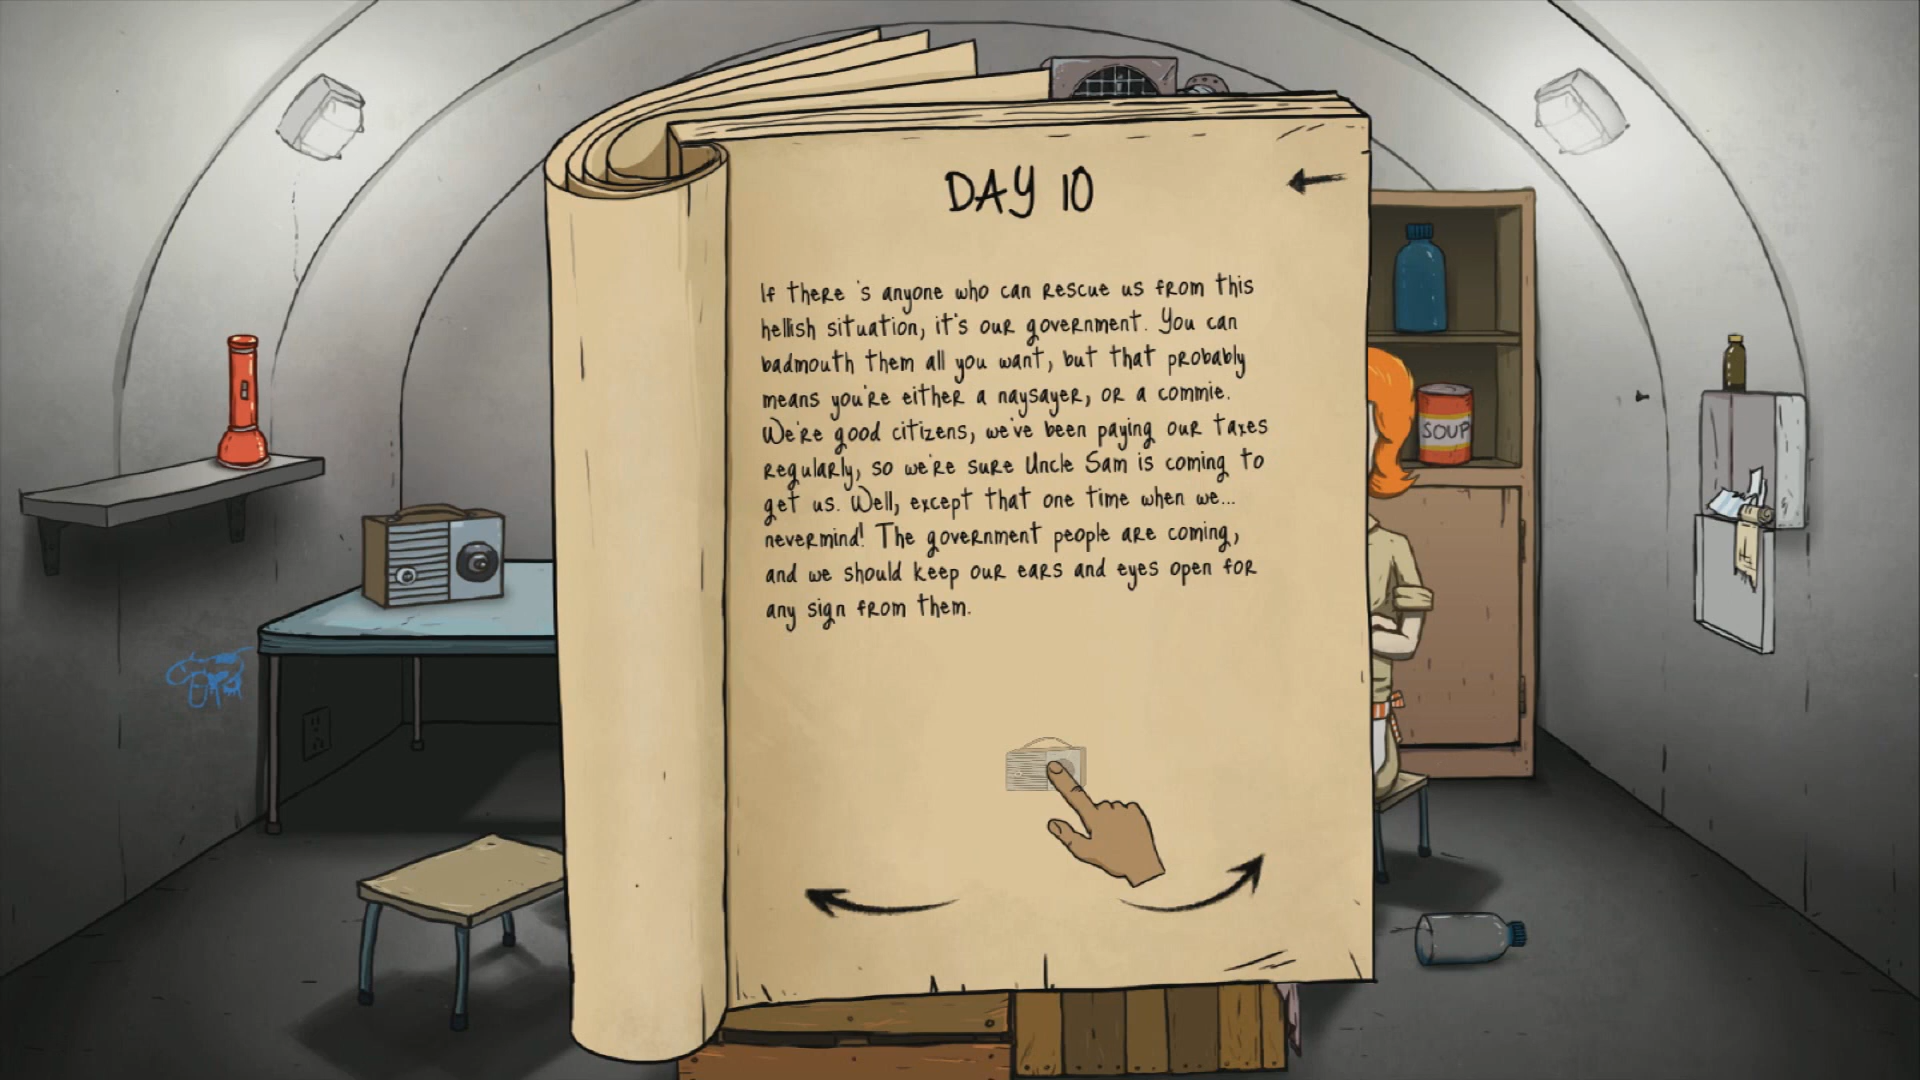 DAY 10
If there 's anyone who can rescue us from this
hellish situation, it's our government. You can
badmouth them all you want, but that probably
means you're either a naysayer, or a commie.
We're good citizens, we've been paying our taxes
regularly, so we're sure Uncle Sam is coming to
get us. Well, except that one time when we...
nevermind! The government people are coming,
and we should keep our ears and eyes open for
any sign from them.
SOUP